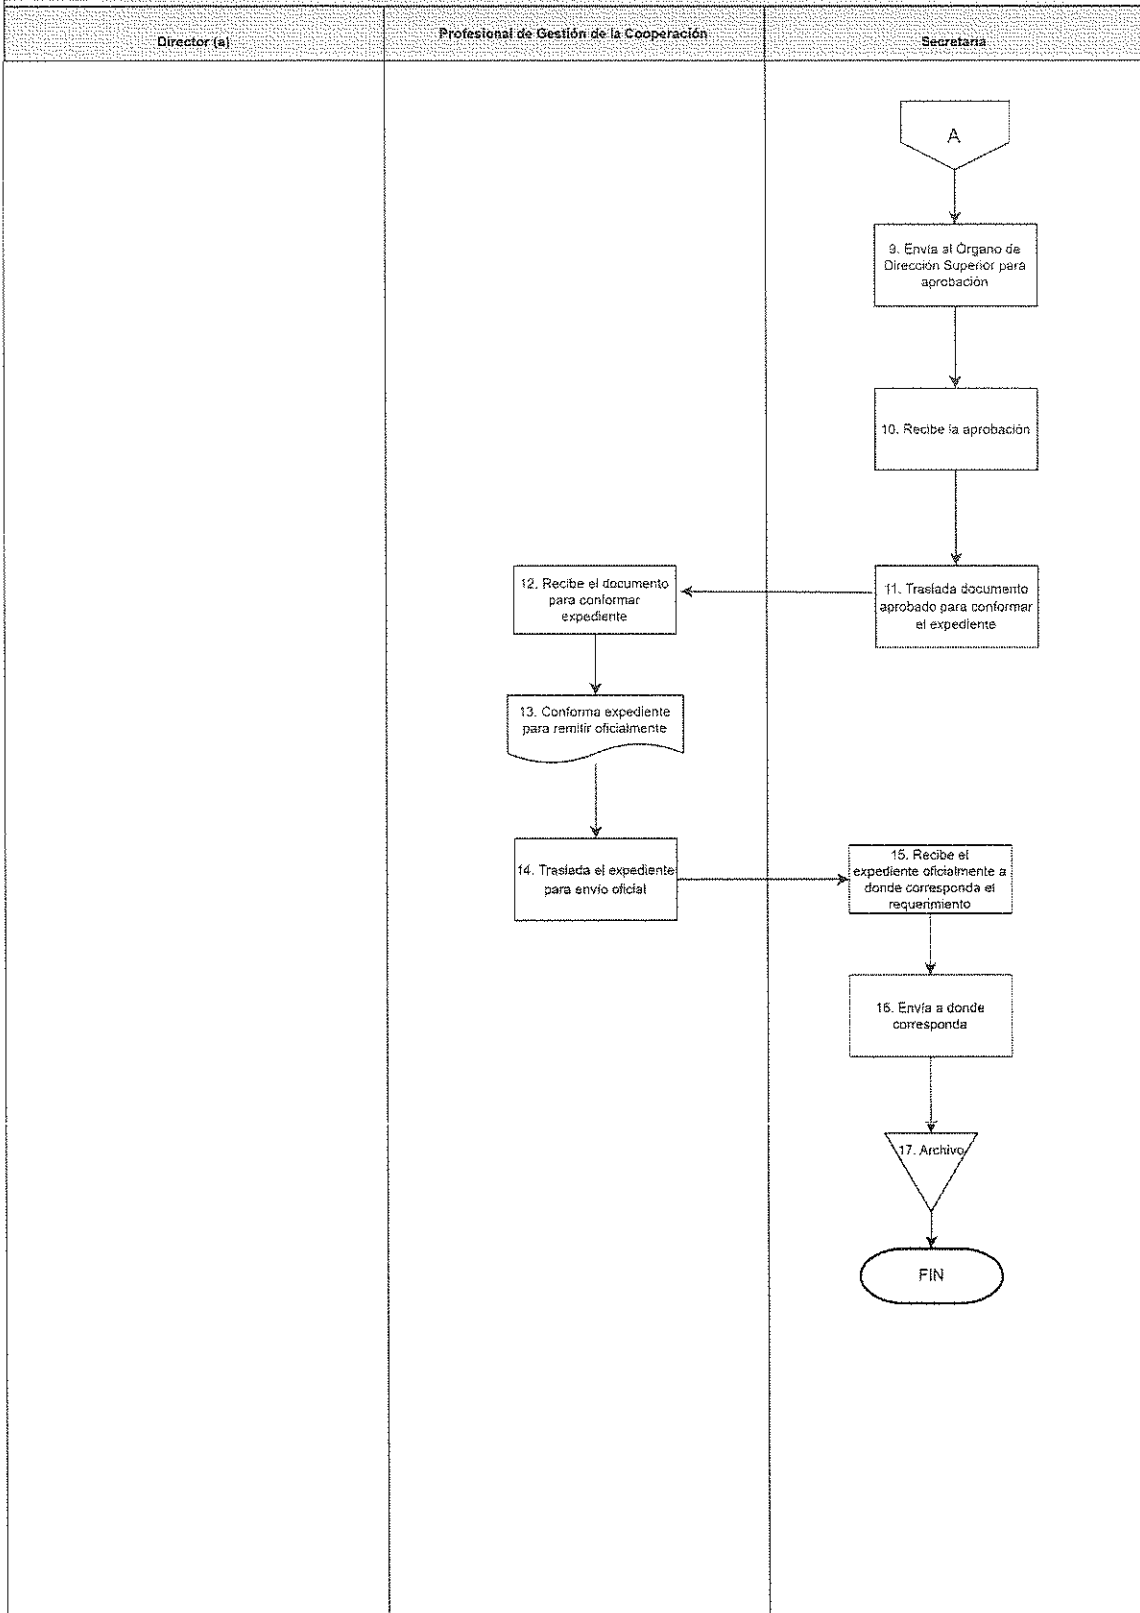 Director (a)
Profesional de Gestión de la Cooperación
Secretaria
A
9. Envía al Órgano de
Dirección Superior para
aprobación
10. Recibe la aprobación
11. Traslada documento
aprobado para conformar
el expediente
12. Recibe el documento
para conformar
expediente
13. Conforma expediente
para remitir oficialmente
14. Traslada el expediente
para envío oficial
15. Recibe el
expediente oficialmente a
donde corresponda el
requerimiento
16. Envía a donde
corresponda
17. Archivo
FIN